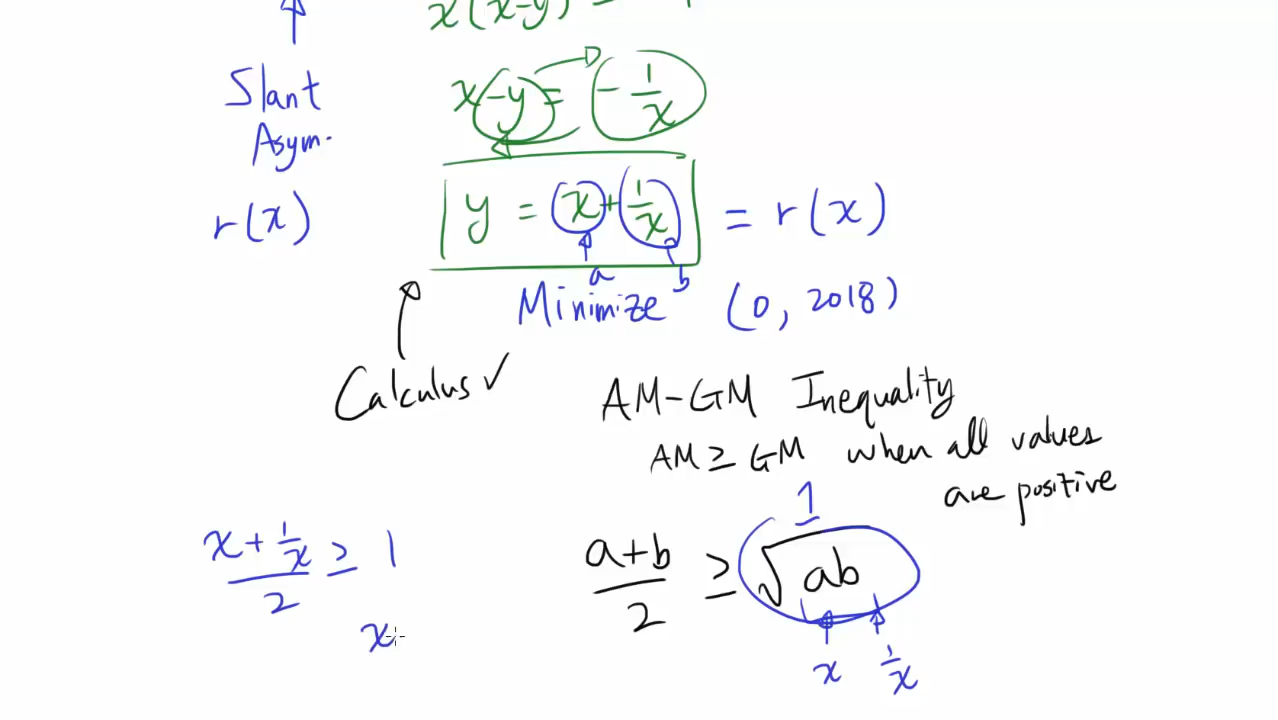 x(x-y) =
Slant
Asym.
r(x)
x - y = - 1/x
y = x + 1/x = r(x)
a b
Minimize (0, 2018)
Calculus ✓
AM-GM Inequality
AM ≥ GM when all values
are positive
1
(x + 1/x)/2 ≥ 1
(a+b)/2 ≥ √ab
x 1/x
x